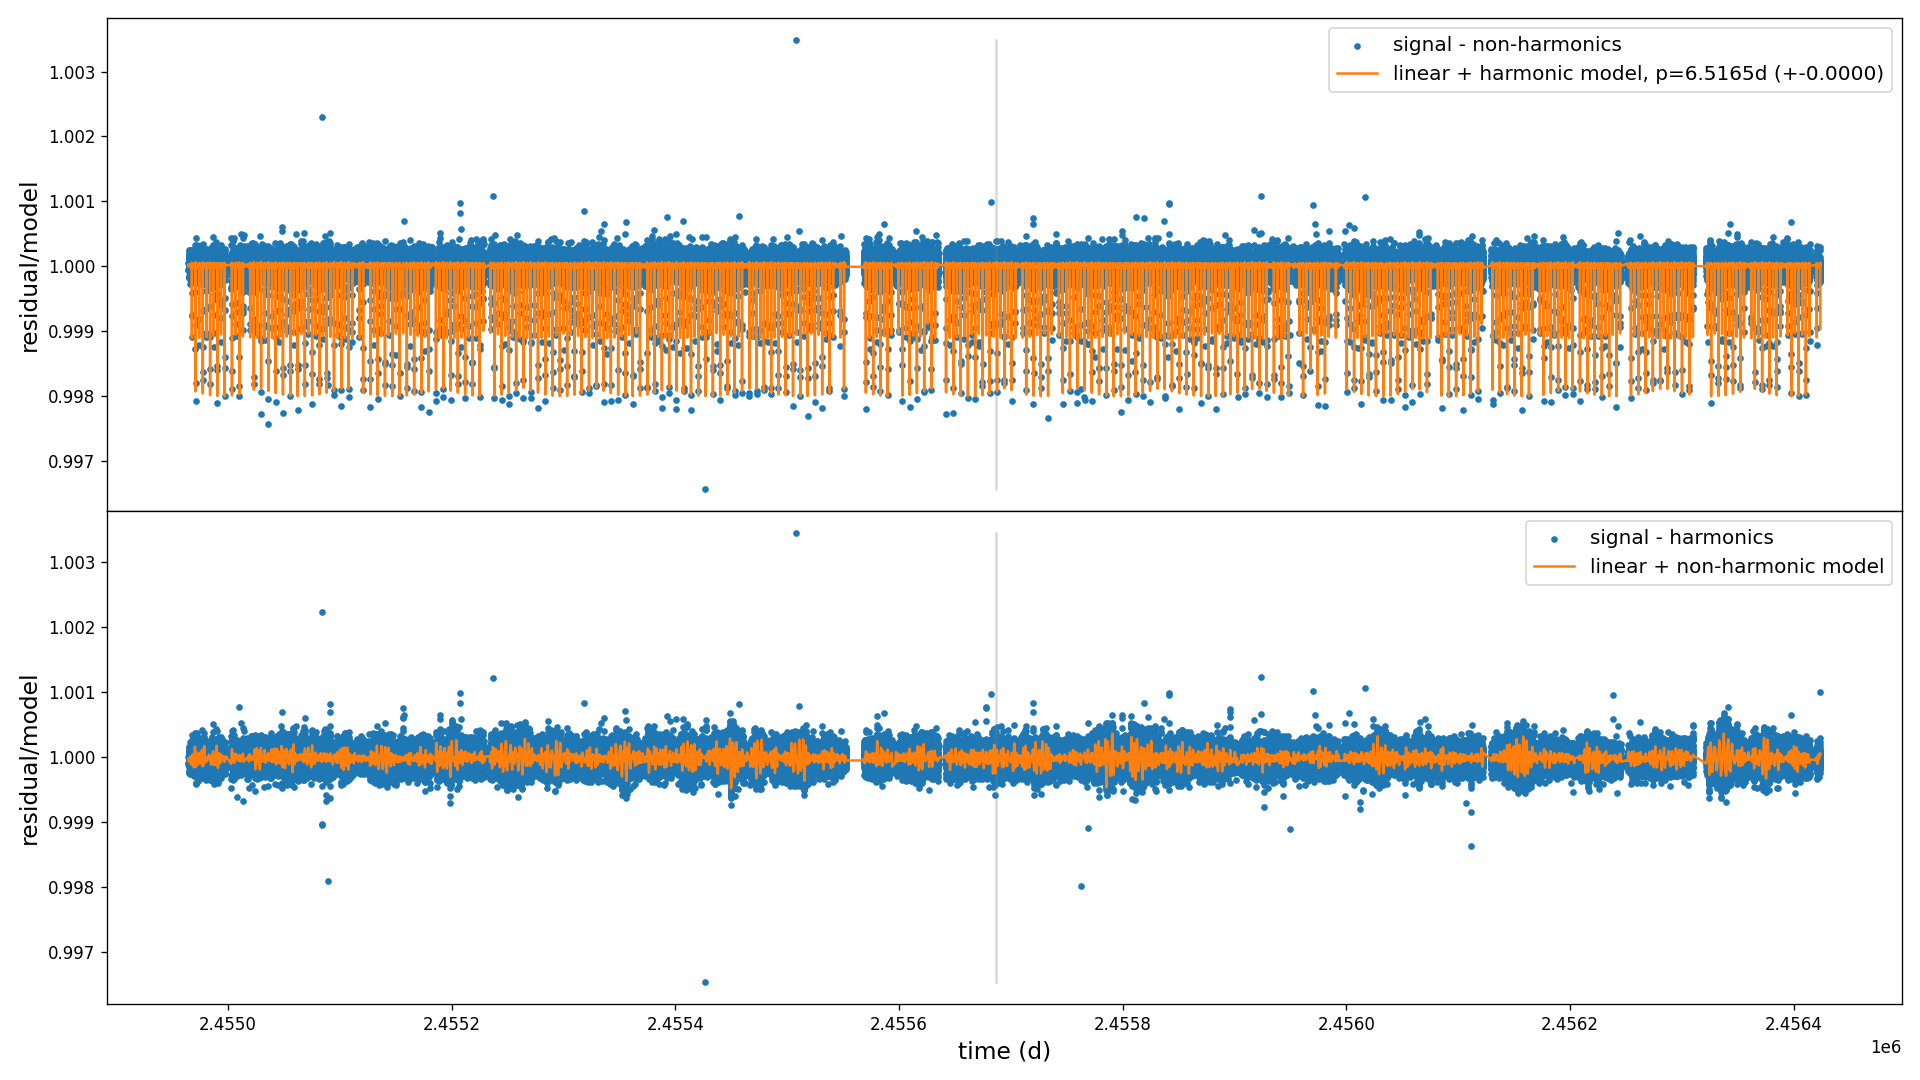 signal - non-harmonics
linear + harmonic model, p=6.5165d (+-0.0000)
residual/model
1.003
1.002
1.001
1.000
0.999
0.998
0.997
signal - harmonics
linear + non-harmonic model
residual/model
1.003
1.002
1.001
1.000
0.999
0.998
0.997
2.4550
2.4552
2.4554
2.4556
2.4558
2.4560
2.4562
2.4564
time (d)
1e6